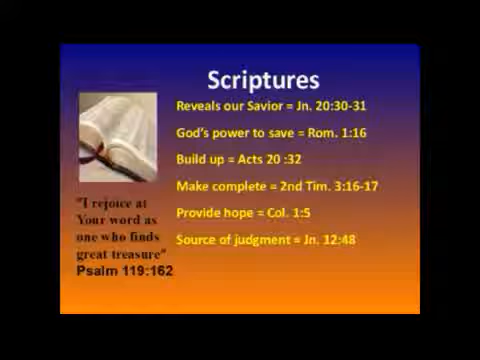 Scriptures
Reveals our Savior = Jn. 20:30-31
God's power to save = Rom. 1:16
Build up = Acts 20 :32
Make complete = 2nd Tim. 3:16-17
Provide hope = Col. 1:5
Source of judgment = Jn. 12:48
"I rejoice at
Your word as
one who finds
great treasure"
Psalm 119:162